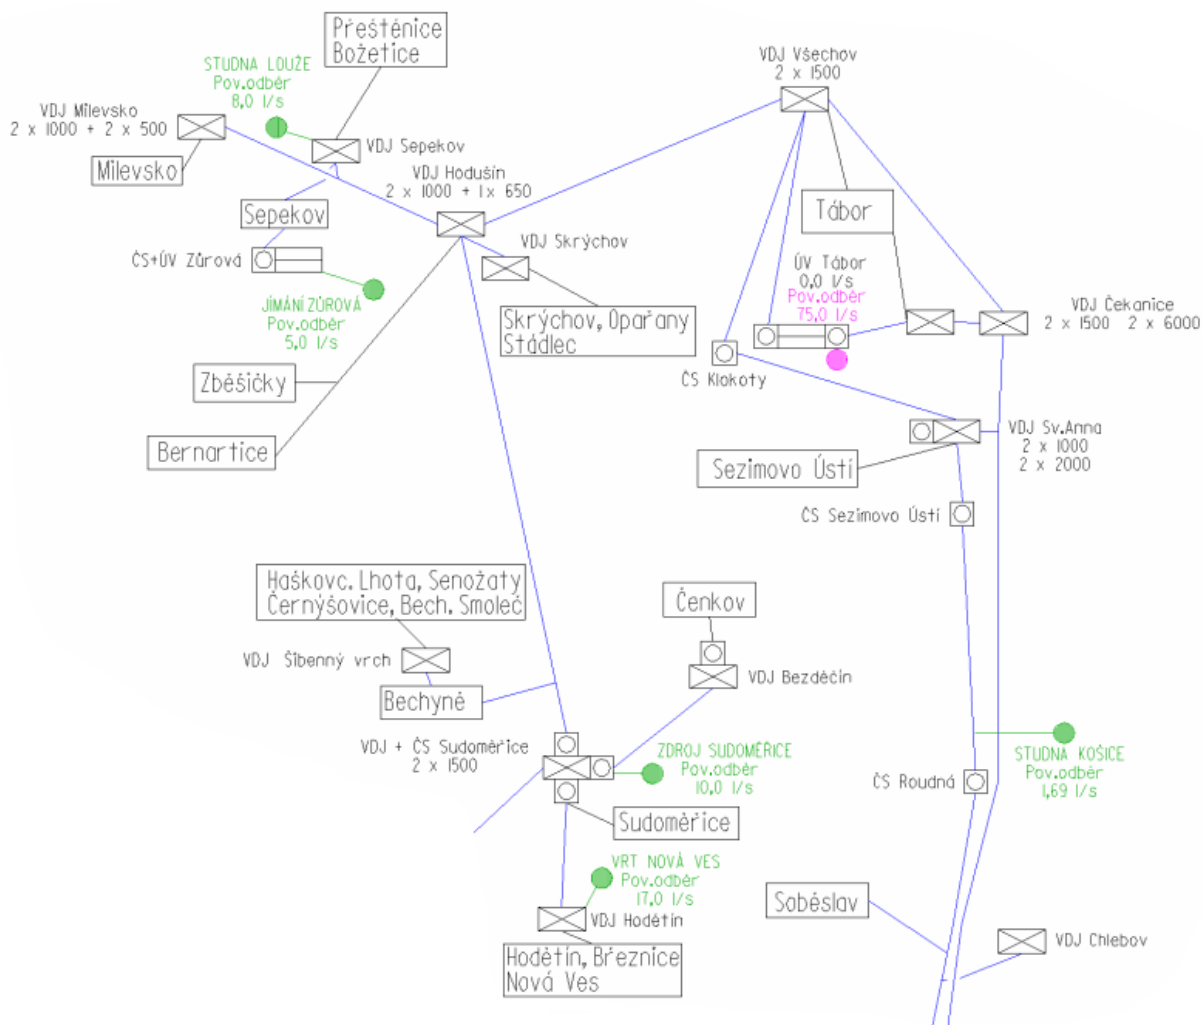 Přeštěnice
Božetice
STUDNA LOUŽE
Pov.odběr
8,0 l/s
VDJ Všechov
2 x 1500
VDJ Milevsko
2 x 1000 + 2 x 500
VDJ Sepekov
Milevsko
VDJ Hodušín
2 x 1000 + 1x 650
Sepekov
Tábor
VDJ Skrýchov
ČS+ÚV Zůrová
ÚV Tábor
0,0 l/s
Pov.odběr
75,0 l/s
JÍMÁNÍ ZŮROVÁ
Pov.odběr
5,0 l/s
VDJ Čekanice
2 x 1500 2 x 6000
Skrýchov, Opařany
Stádlec
Zběšičky
ČS Klokoty
Bernartice
VDJ Sv.Anna
2 x 1000
2 x 2000
Sezimovo Ústí
ČS Sezimovo Ústí
Haškovc. Lhota, Senožaty
Černýšovice, Bech. Smoleč
Čenkov
VDJ Šibenný vrch
VDJ Bezděčín
Bechyně
VDJ + ČS Sudoměřice
2 x 1500
ZDROJ SUDOMĚŘICE
Pov.odběr
10,0 l/s
STUDNA KOŠICE
Pov.odběr
1,69 l/s
ČS Roudná
Sudoměřice
VRT NOVÁ VES
Pov.odběr
17,0 l/s
Soběslav
VDJ Hodětín
VDJ Chlebov
Hodětín, Březnice
Nová Ves